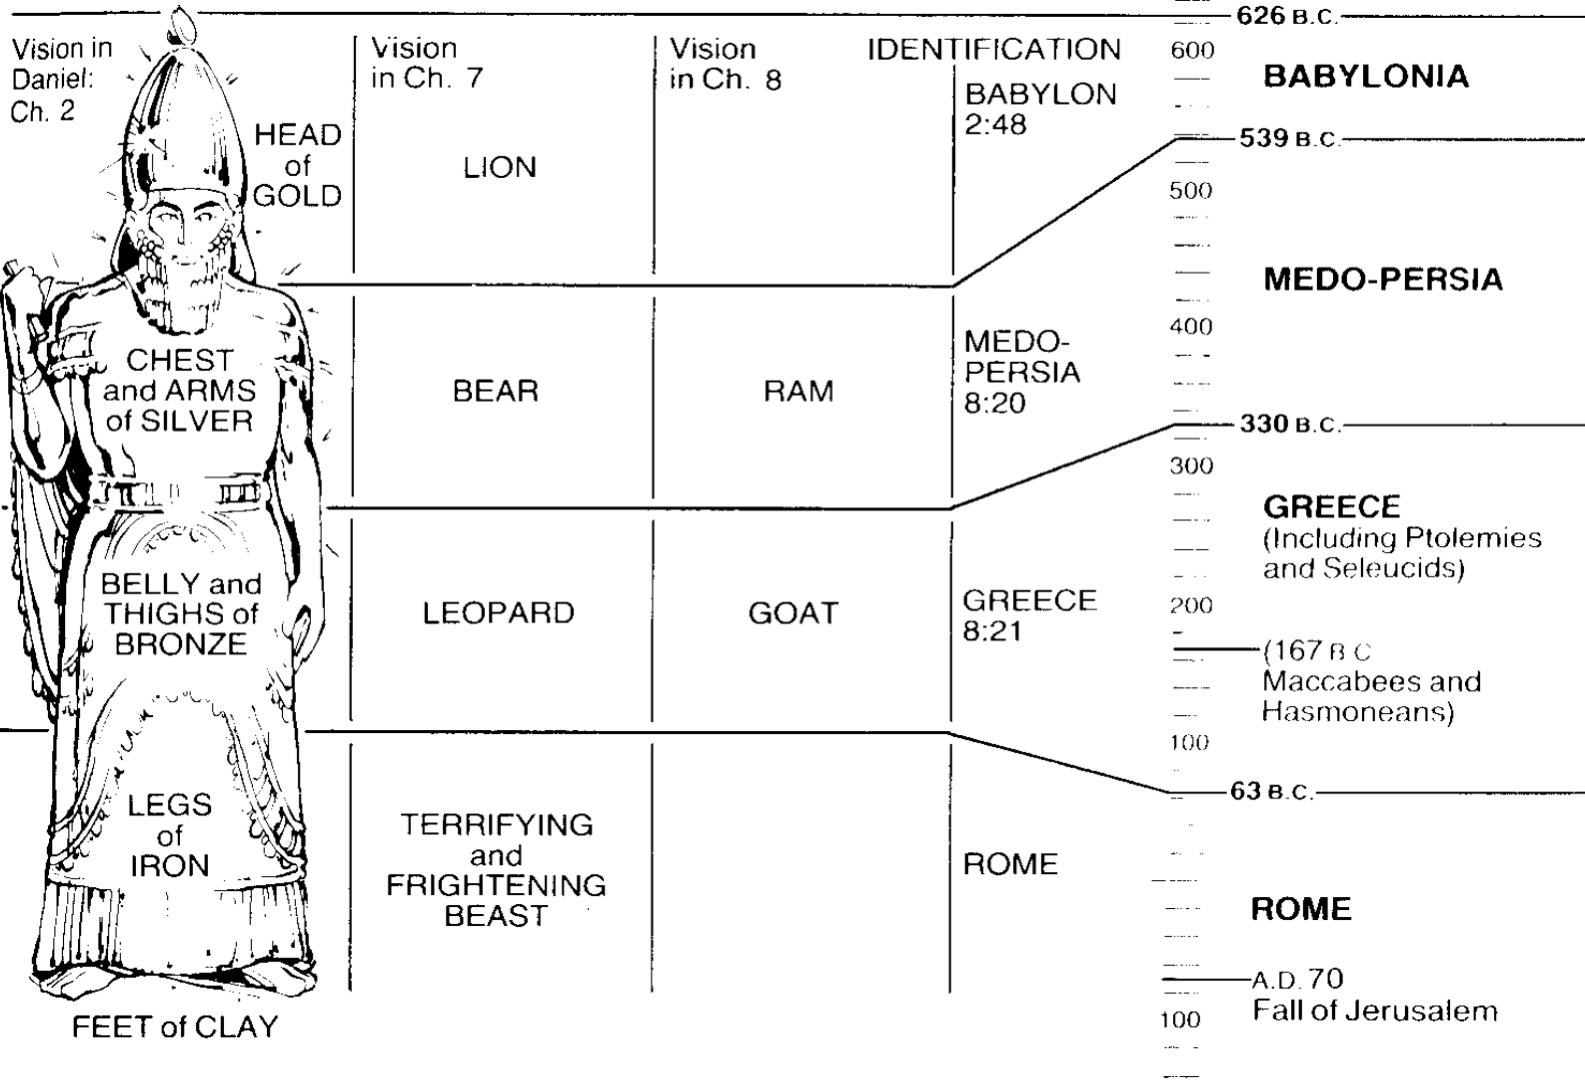 Vision in
Daniel:
Ch. 2
HEAD
of
GOLD
CHEST
and ARMS
of SILVER
BELLY and
THIGHS of
BRONZE
LEGS
of
IRON
FEET of CLAY
Vision
in Ch. 7
LION
BEAR
LEOPARD
TERRIFYING
and
FRIGHTENING
BEAST
Vision
in Ch. 8
RAM
GOAT
IDENTIFICATION
BABYLON
2:48
MEDO-
PERSIA
8:20
GREECE
8:21
ROME
626 B.C.
600
BABYLONIA
539 B.C.
500
MEDO-PERSIA
400
330 B.C.
300
GREECE
(Including Ptolemies
and Seleucids)
200
(167 B C
Maccabees and
Hasmoneans)
100
63 B.C.
ROME
A.D. 70
Fall of Jerusalem
100